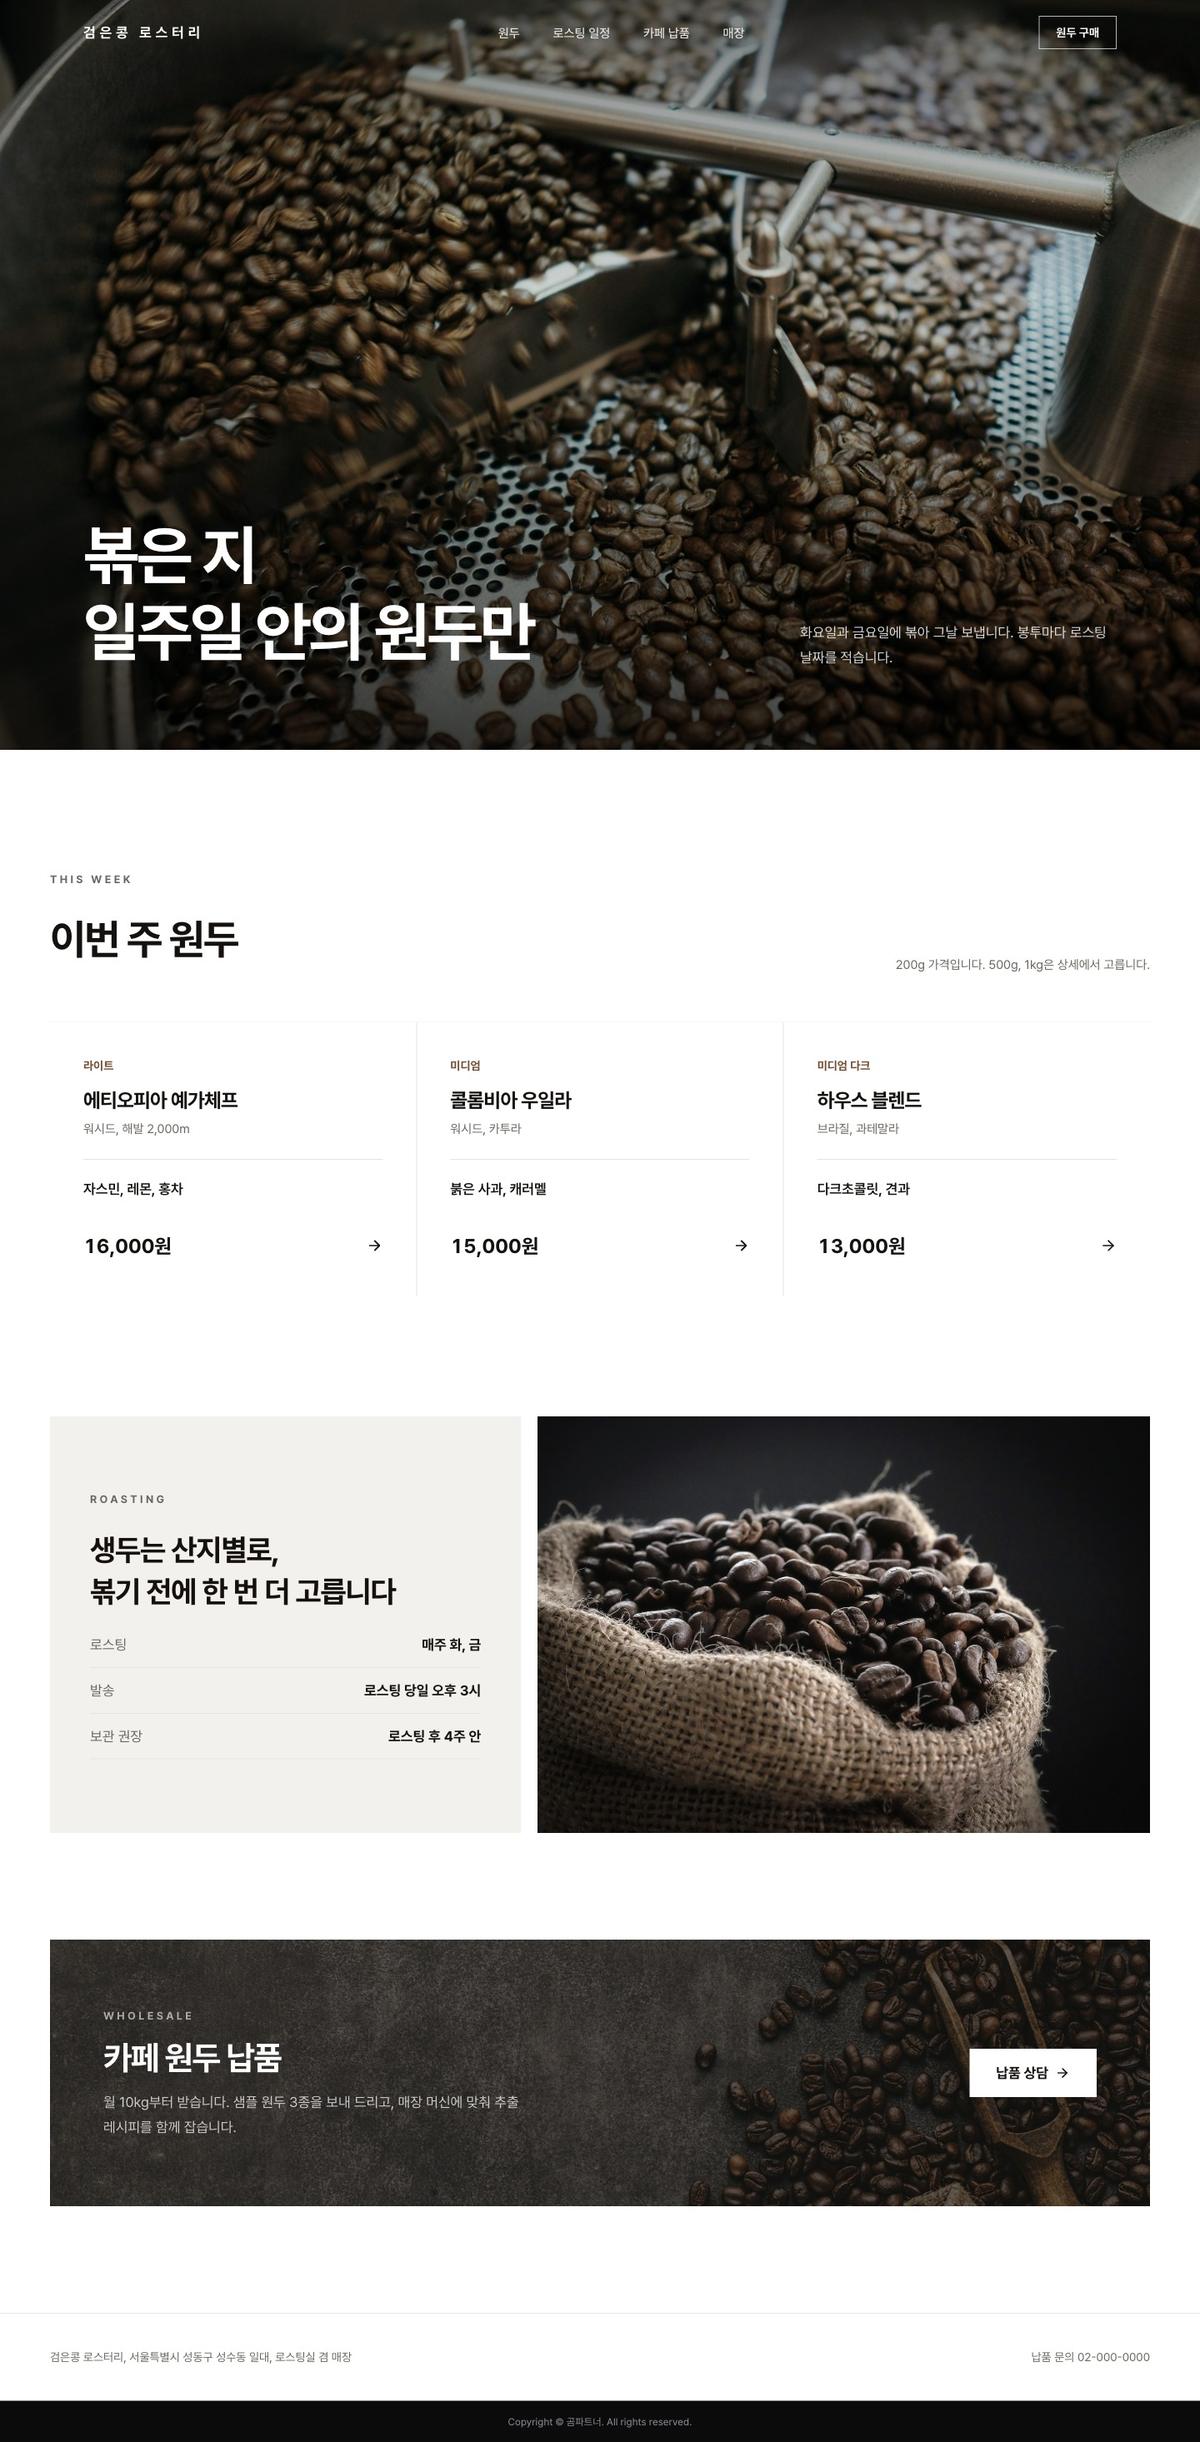 검은콩 로스터리
원두
로스팅 일정
카페 납품
매장
원두 구매
볶은 지
일주일 안의 원두만
화요일과 금요일에 볶아 그날 보냅니다. 봉투마다 로스팅
날짜를 적습니다.
THIS WEEK
이번 주 원두
200g 가격입니다. 500g, 1kg은 상세에서 고릅니다.
라이트
에티오피아 예가체프
워시드, 해발 2,000m
자스민, 레몬, 홍차
16,000원
미디엄
콜롬비아 우일라
워시드, 카투라
붉은 사과, 캐러멜
15,000원
미디엄 다크
하우스 블렌드
브라질, 과테말라
다크초콜릿, 견과
13,000원
ROASTING
생두는 산지별로,
볶기 전에 한 번 더 고릅니다
로스팅 매주 화, 금
발송 로스팅 당일 오후 3시
보관 권장 로스팅 후 4주 안
WHOLESALE
카페 원두 납품
월 10kg부터 받습니다. 샘플 원두 3종을 보내 드리고, 매장 머신에 맞춰 추출
레시피를 함께 잡습니다.
납품 상담
검은콩 로스터리, 서울특별시 성동구 성수동 일대, 로스팅실 겸 매장
납품 문의 02-000-0000
Copyright © 곰파트너. All rights reserved.